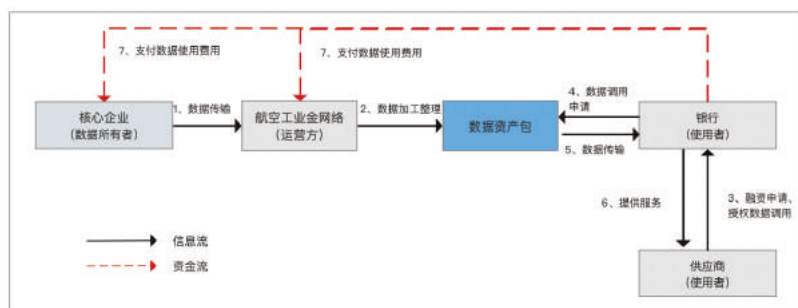 7、支付数据使用费用
7、支付数据使用费用
4、数据调用
申请
核心企业
(数据所有者)
1、数据传输
航空工业金网络
(运营方)
2、数据加工整理
数据资产包
银行
(使用者)
5、数据传输
6、提供服务
3、融资申请、
授权数据调用
信息流
资金流
供应商
(使用者)